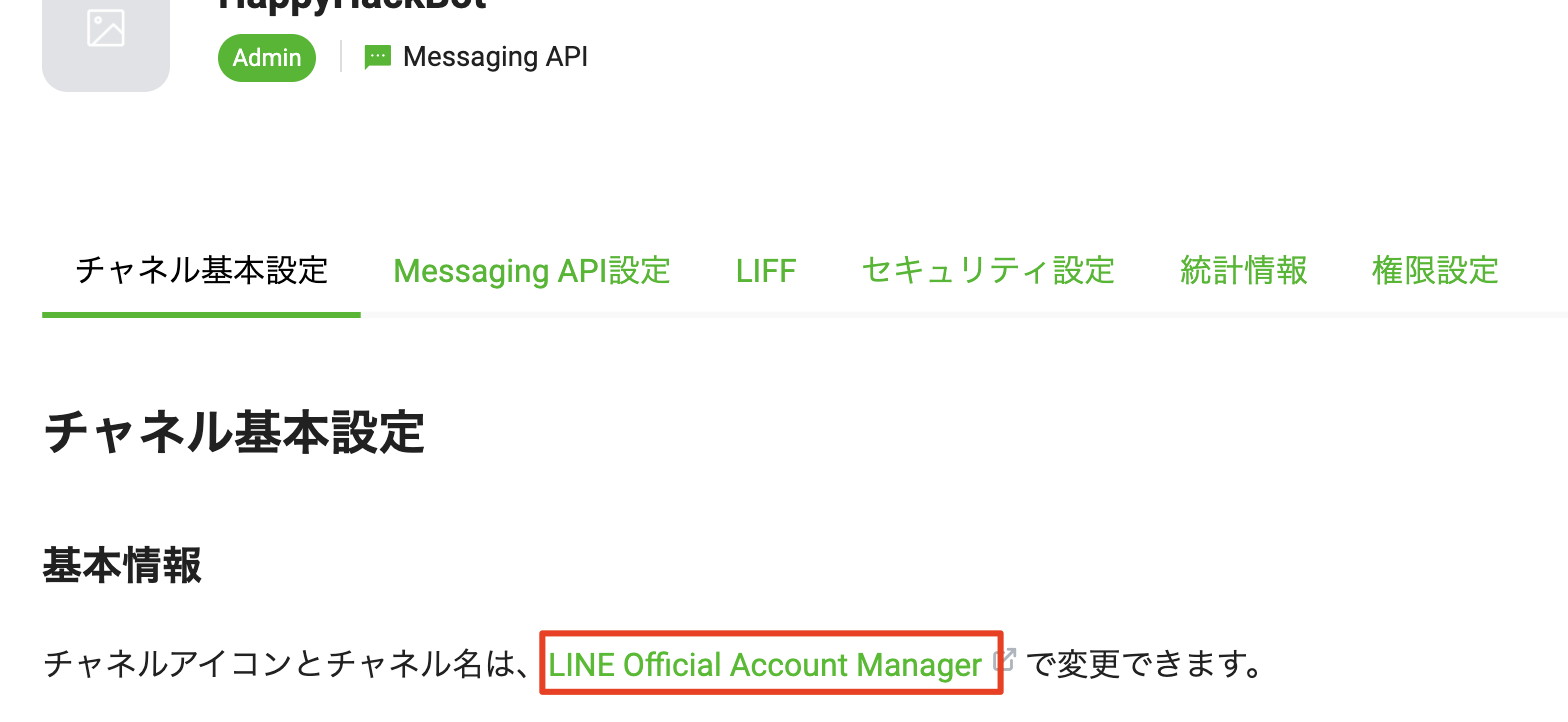 HappyHackBot
Admin
Messaging API
チャネル基本設定 Messaging API設定 LIFF セキュリティ設定 統計情報 権限設定
チャネル基本設定
基本情報
チャネルアイコンとチャネル名は、LINE Official Account Manager で変更できます。